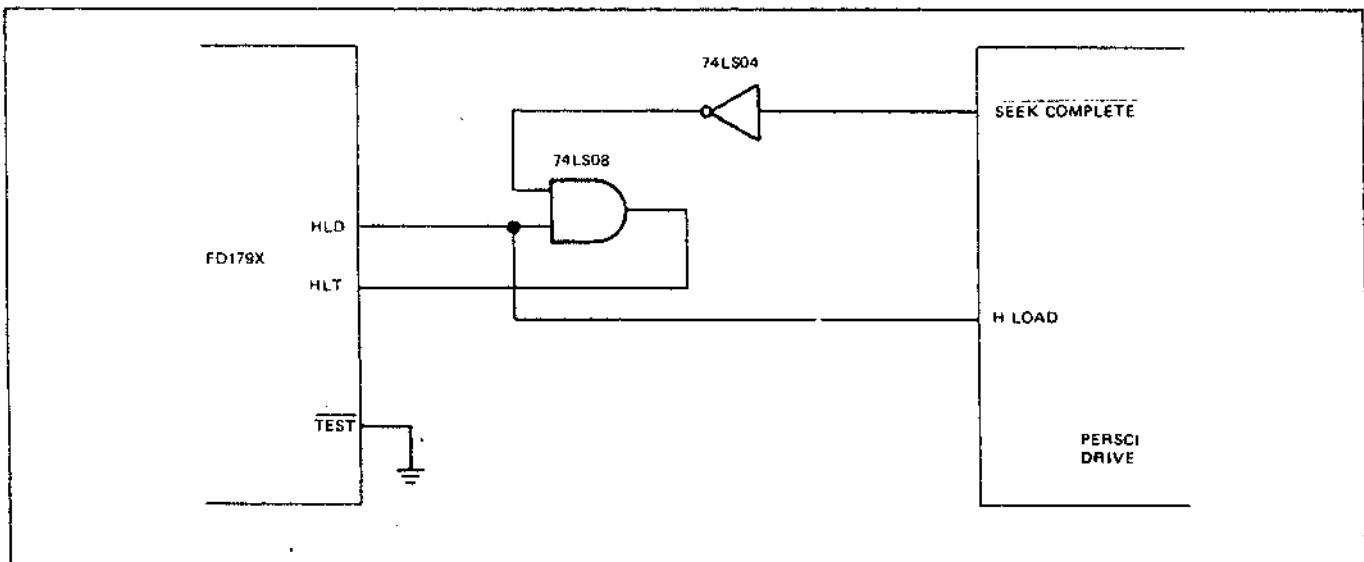 74LS04
SEEK COMPLETE
74LS08
HLD
FD179X
HLT
H LOAD
TEST
PERSCI
DRIVE